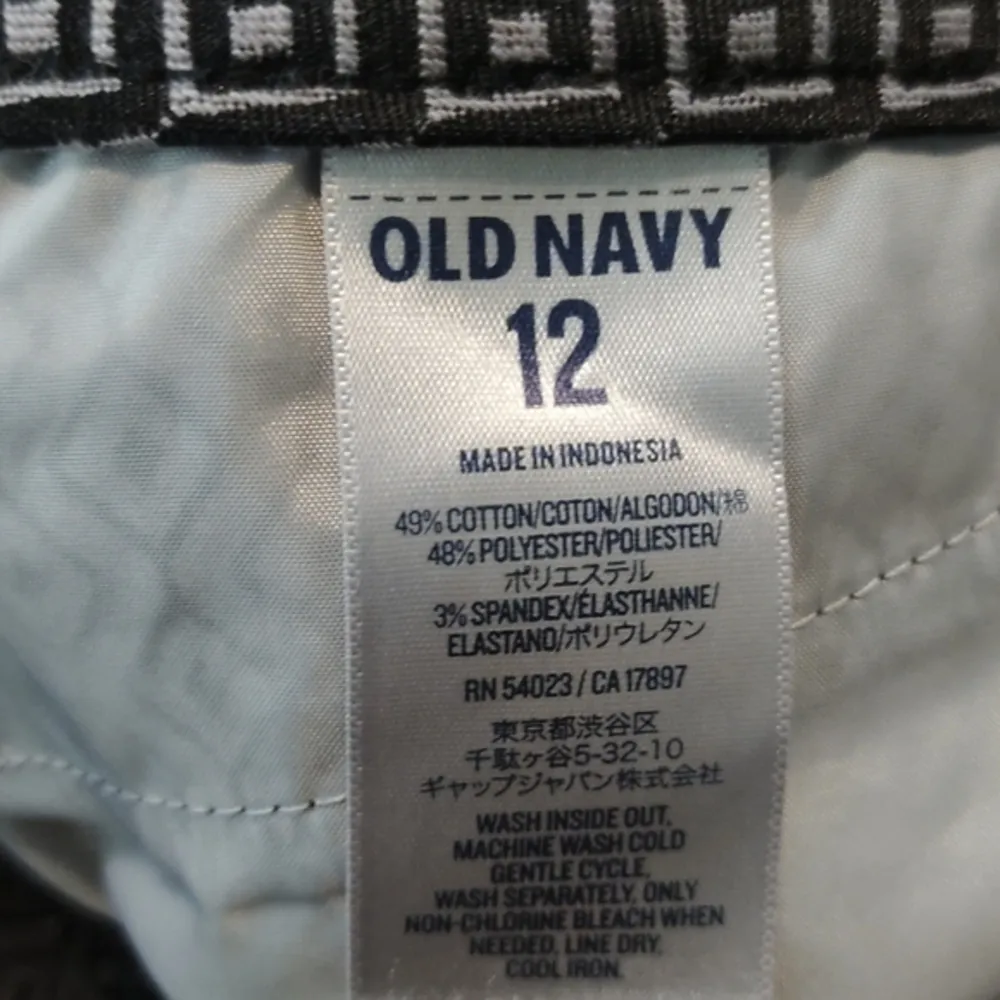 OLD NAVY
12
MADE IN INDONESIA
49% COTTON/COTON/ALGODON/綿
48% POLYESTER/POLIESTER/
ポリエステル
3% SPANDEX/ÉLASTHANNE/
ELASTANO/ポリウレタン
RN 54023 / CA 17897
東京都渋谷区
千駄ヶ谷5-32-10
ギャップジャパン株式会社
WASH INSIDE OUT,
MACHINE WASH COLD
GENTLE CYCLE,
WASH SEPARATELY, ONLY
NON-CHLORINE BLEACH WHEN
NEEDED, LINE DRY,
COOL IRON,